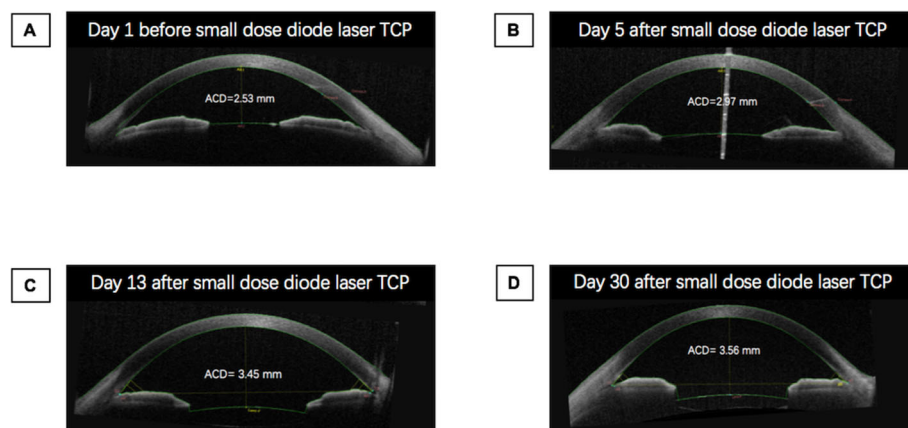 A
Day 1 before small dose diode laser TCP
ACD=2.53 mm
B
Day 5 after small dose diode laser TCP
ACD=2.97 mm
C
Day 13 after small dose diode laser TCP
ACD= 3.45 mm
D
Day 30 after small dose diode laser TCP
ACD= 3.56 mm